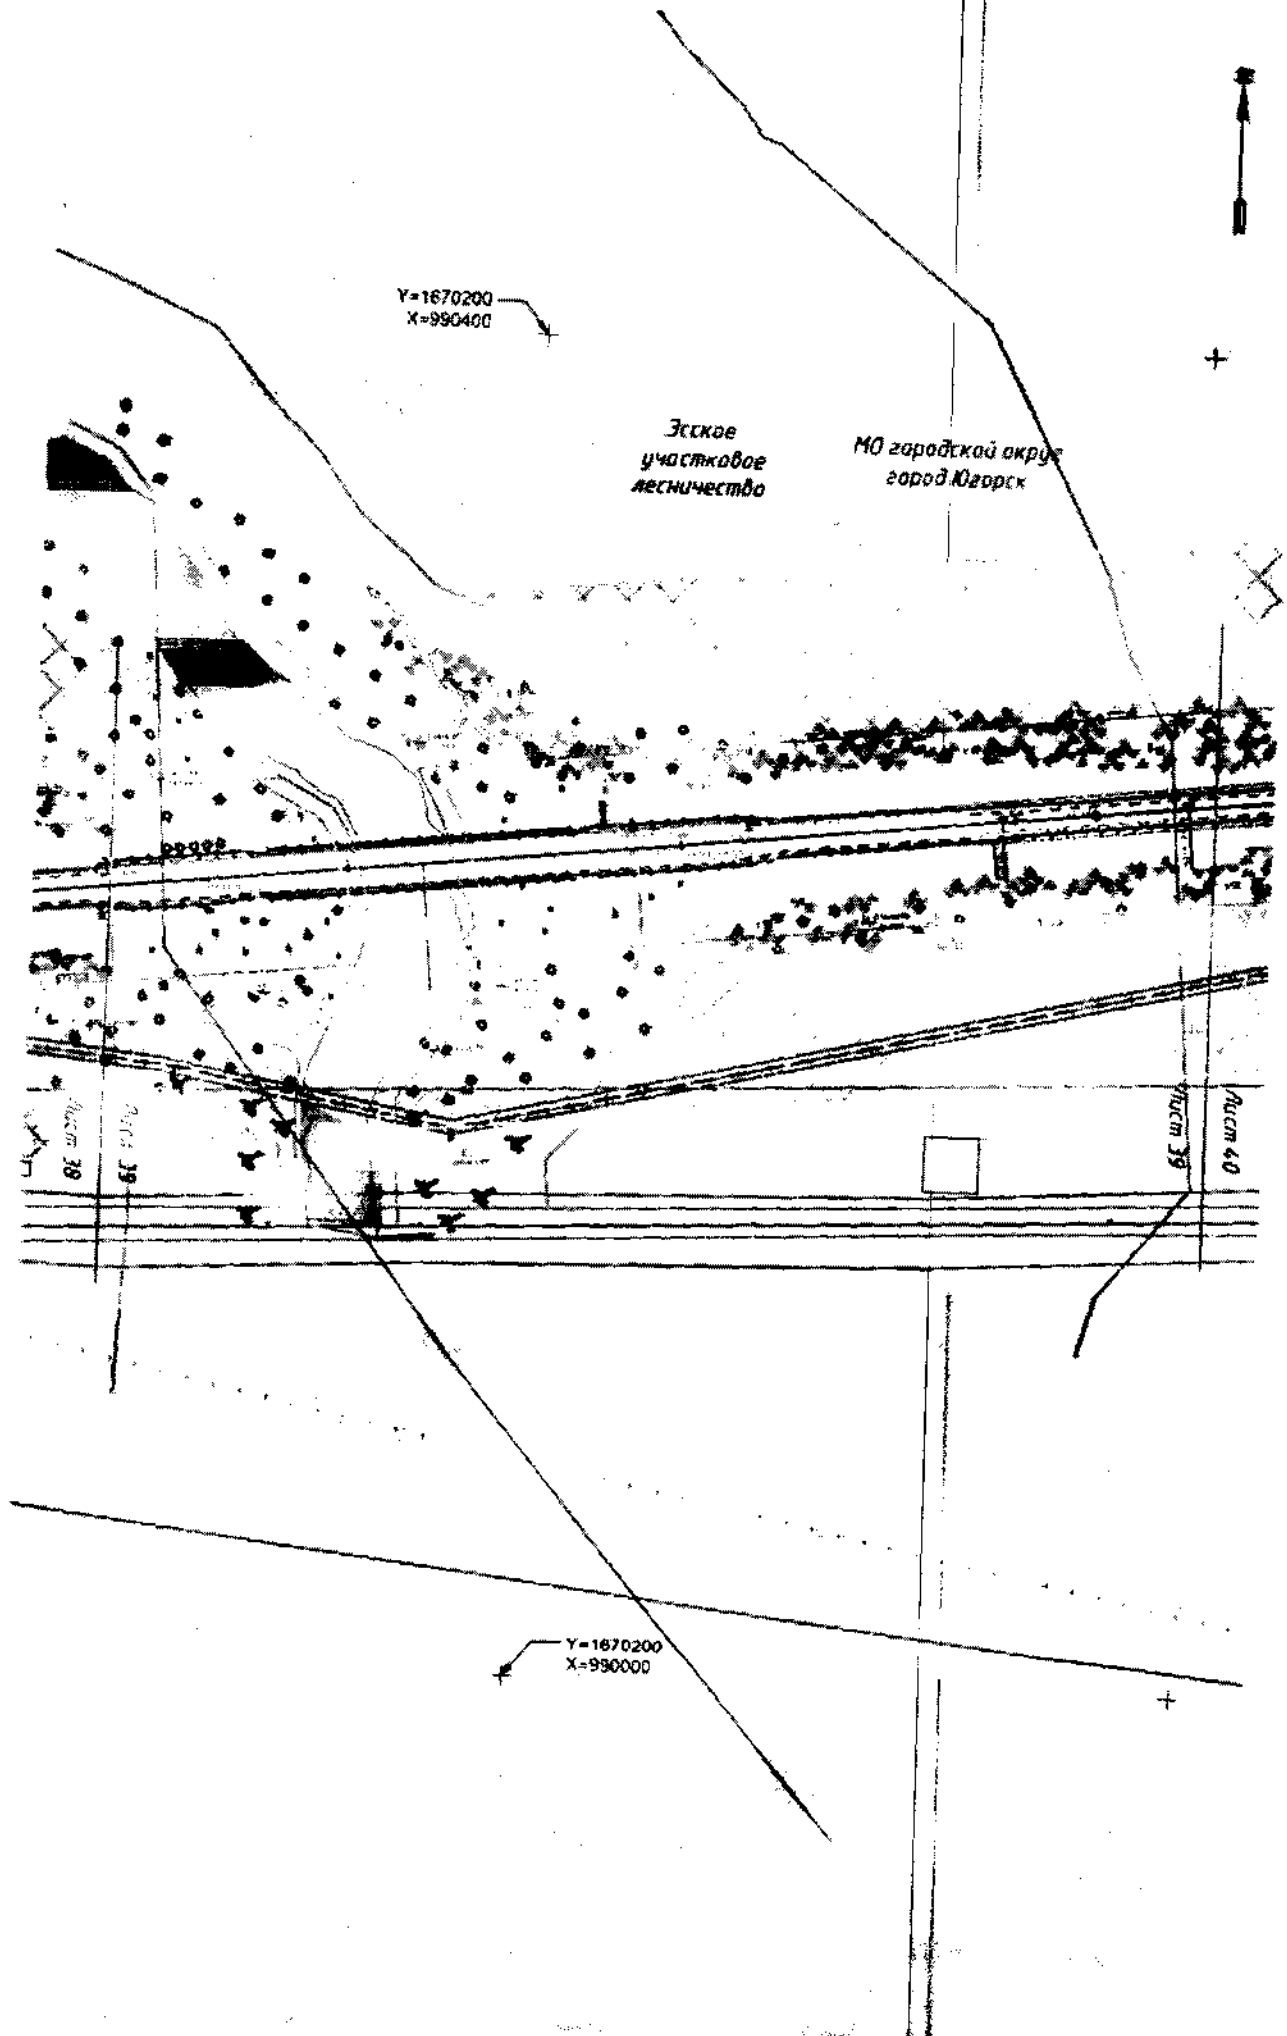 Y=1670200
X=990400
Эсское
участковое
лесничество
МО городской округ
город Югорск
Лист 38
Лист 39
Лист 39
Лист 40
Y=1670200
X=990000